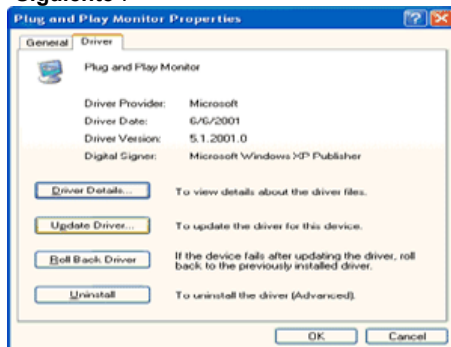 Siguiente .
Plug and Play Monitor Properties
General Driver
Plug and Play Monitor
Driver Provider: Microsoft
Driver Date: 6/6/2001
Driver Version: 5.1.2001.0
Digital Signer: Microsoft Windows XP Publisher
Driver Details... To view details about the driver files.
Update Driver... To update the driver for this device.
Roll Back Driver If the device fails after updating the driver, roll
back to the previously installed driver.
Uninstall To uninstall the driver (Advanced).
OK Cancel